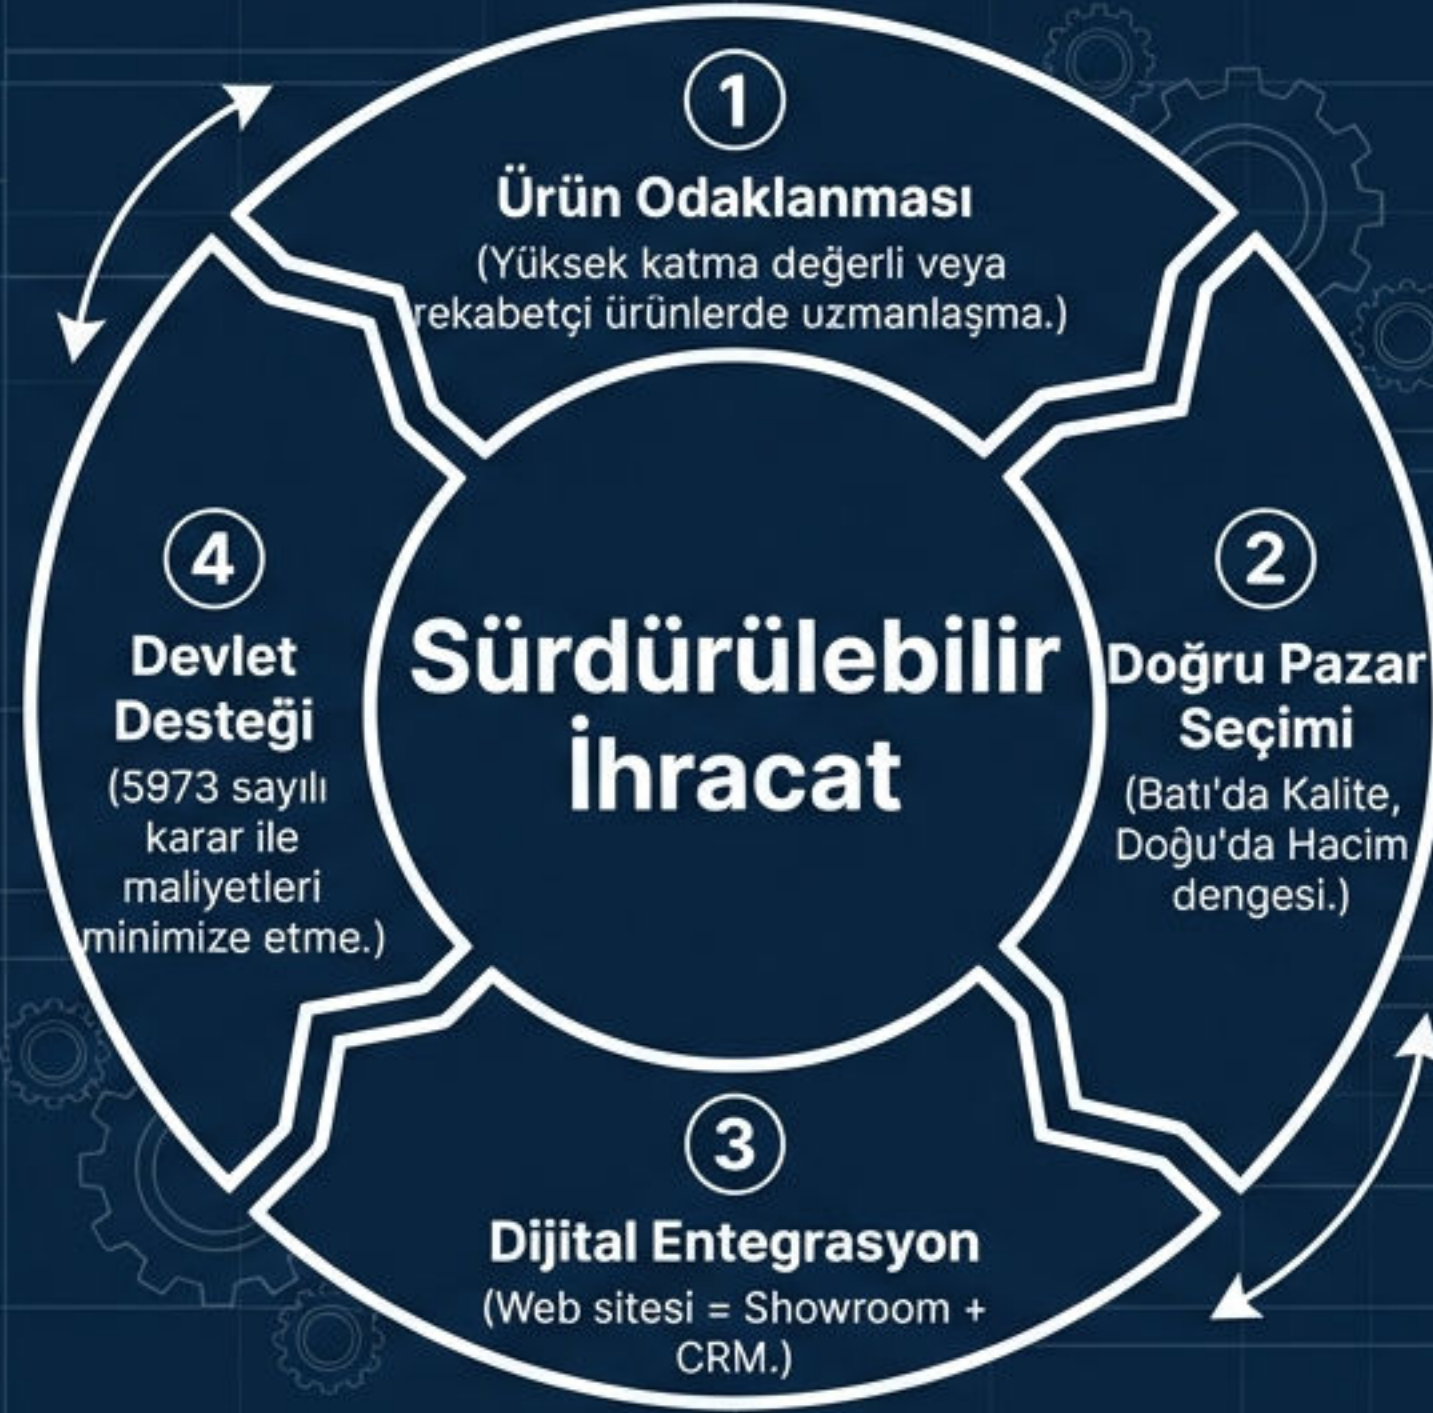 1
Ürün Odaklanması
(Yüksek katma değerli veya
rekabetçi ürünlerde uzmanlaşma.)
2
Doğru Pazar
Seçimi
(Batı'da Kalite,
Doğu'da Hacim
dengesi.)
3
Dijital Entegrasyon
(Web sitesi = Showroom +
CRM.)
4
Devlet
Desteği
(5973 sayılı
karar ile
maliyetleri
minimize etme.)
Sürdürülebilir
İhracat